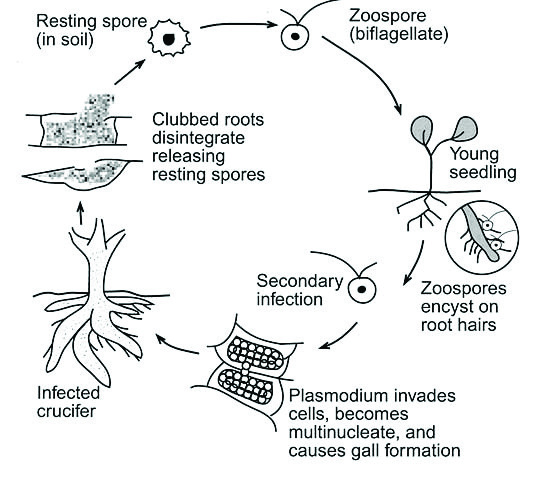 Resting spore
(in soil)
Zoospore
(biflagellate)
Clubbed roots
disintegrate
releasing
resting spores
Young
seedling
Secondary
infection
Zoospores
encyst on
root hairs
Infected
crucifer
Plasmodium invades
cells, becomes
multinucleate, and
causes gall formation